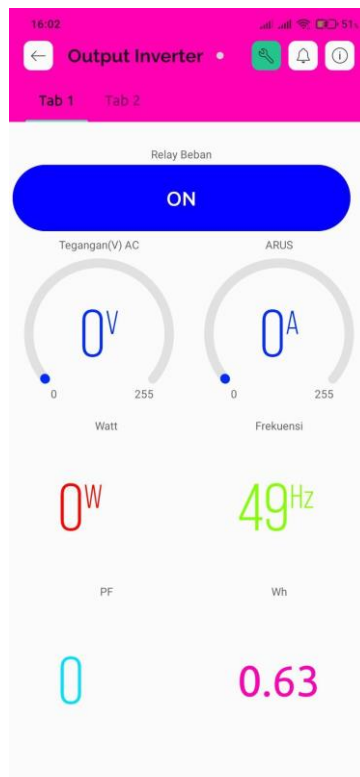 16:02 51%
Output Inverter
Tab 1 Tab 2
Relay Beban
ON
Tegangan(V) AC ARUS
0V 0A
0 255 0 255
Watt Frekuensi
0W 49Hz
PF Wh
0 0.63